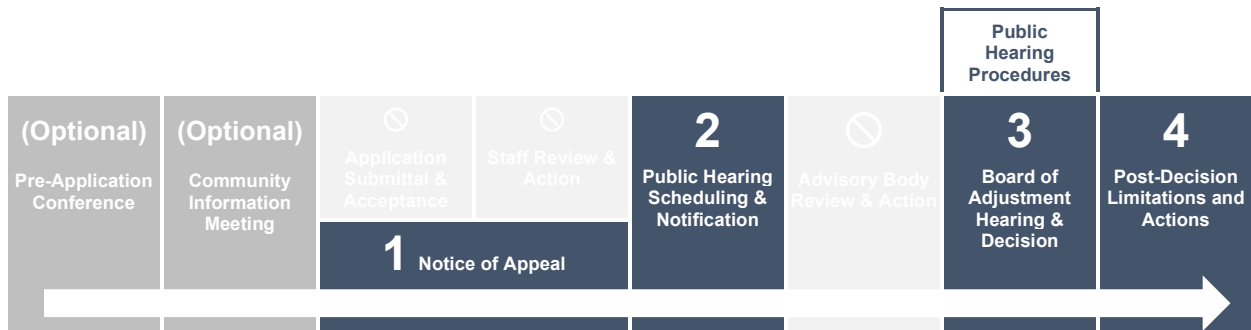 Public
Hearing
Procedures
(Optional)
Pre-Application
Conference
(Optional)
Community
Information
Meeting
Application
Submittal &
Acceptance
Staff Review &
Action
1 Notice of Appeal
2
Public Hearing
Scheduling &
Notification
Advisory Body
Review & Action
3
Board of
Adjustment
Hearing &
Decision
4
Post-Decision
Limitations and
Actions